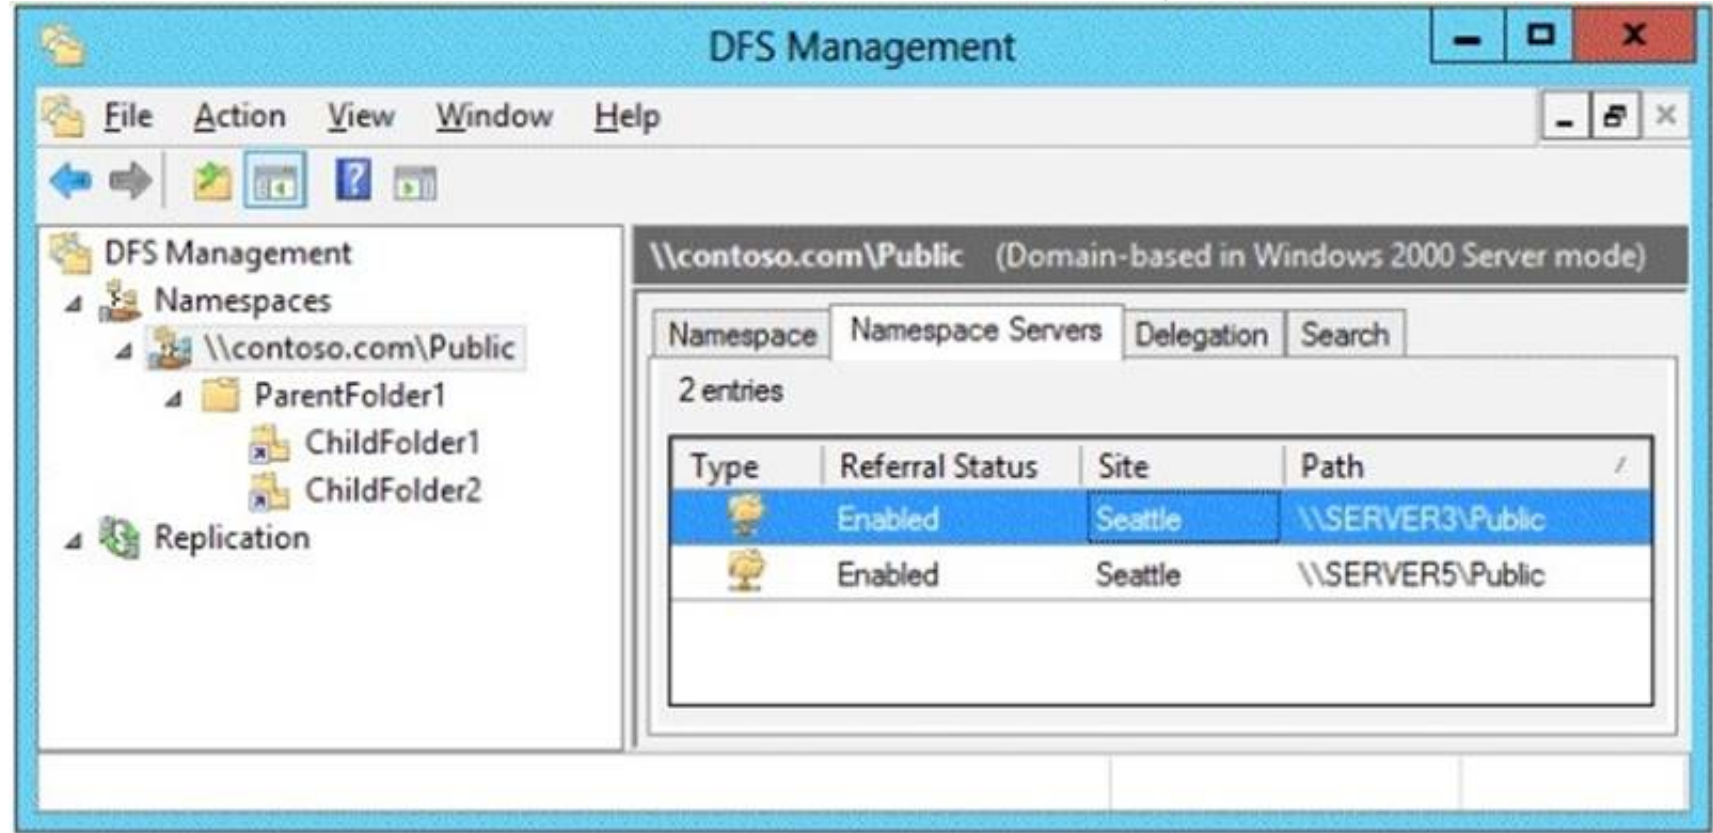 DFS Management
File Action View Window Help
DFS Management
Namespaces
\\contoso.com\Public
ParentFolder1
ChildFolder1
ChildFolder2
Replication
\\contoso.com\Public (Domain-based in Windows 2000 Server mode)
Namespace Namespace Servers Delegation Search
2 entries
Type Referral Status Site Path
Enabled Seattle \\SERVER3\Public
Enabled Seattle \\SERVER5\Public